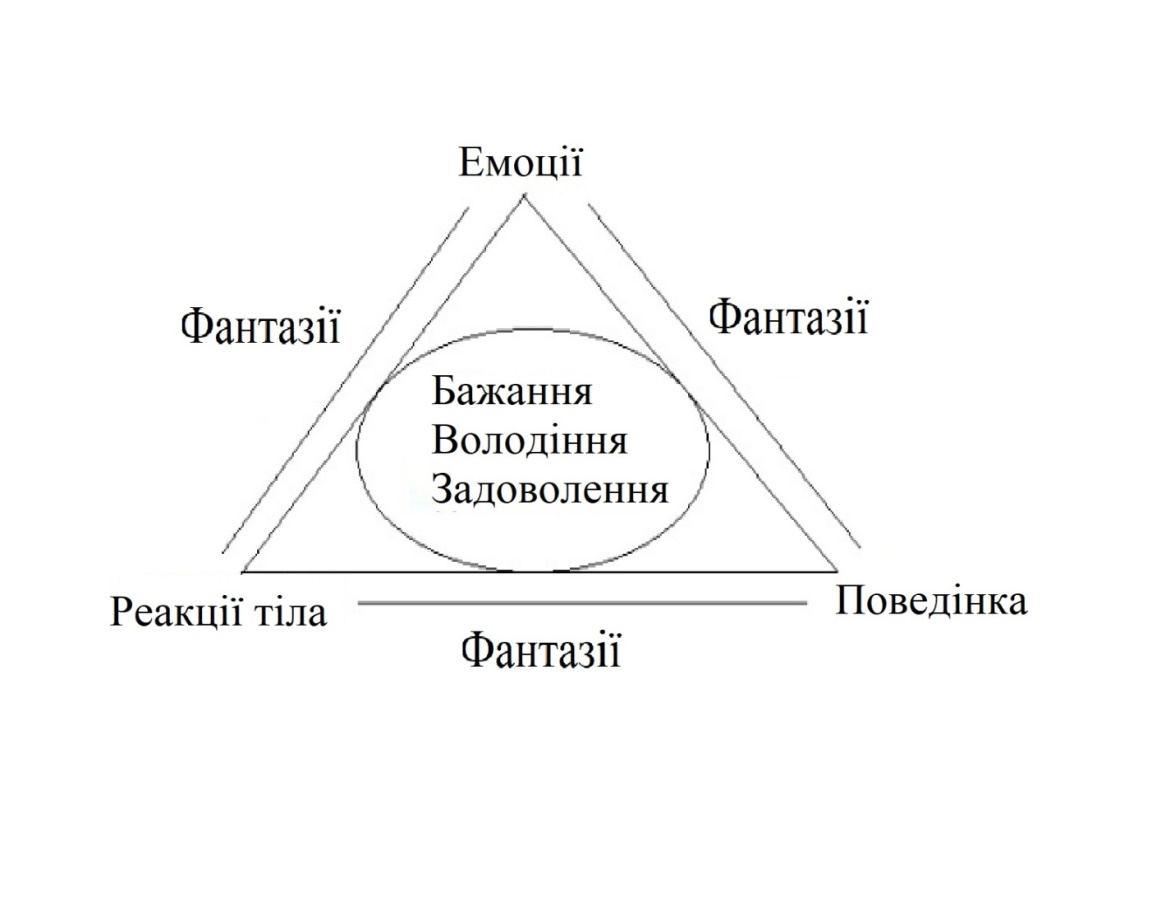 Емоції
Фантазії
Фантазії
Бажання
Володіння
Задоволення
Реакції тіла
Поведінка
Фантазії